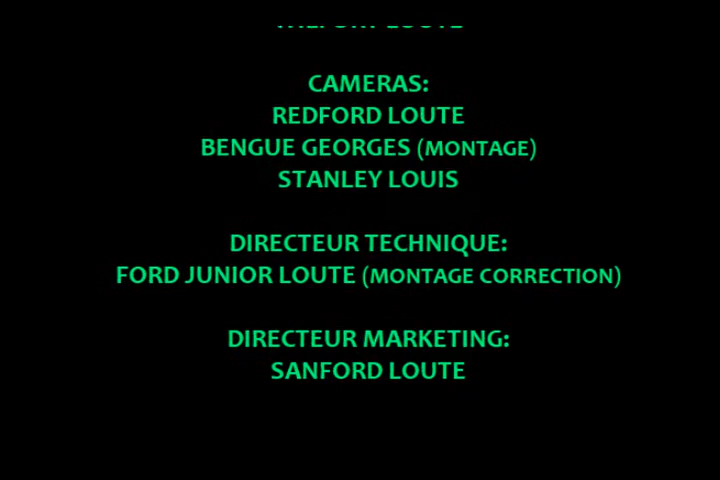 CAMERAS:
REDFORD LOUTE
BENGUE GEORGES (MONTAGE)
STANLEY LOUIS
DIRECTEUR TECHNIQUE:
FORD JUNIOR LOUTE (MONTAGE CORRECTION)
DIRECTEUR MARKETING:
SANFORD LOUTE